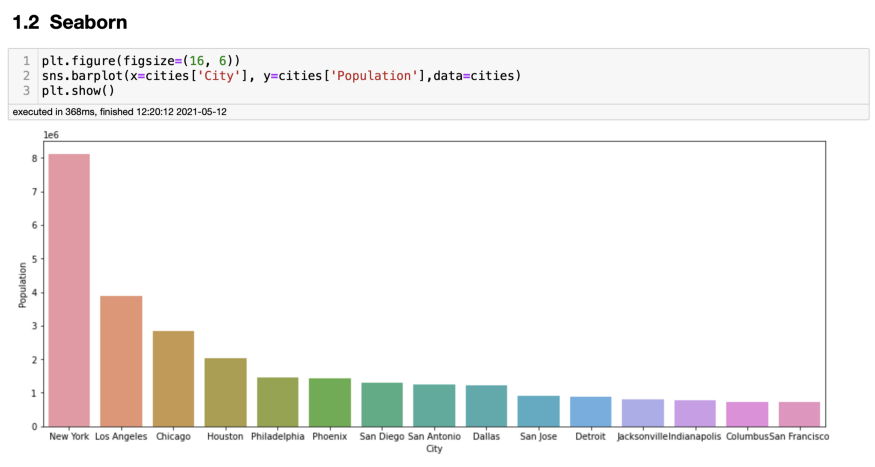 1.2 Seaborn
1 plt.figure(figsize=(16, 6))
2 sns.barplot(x=cities['City'], y=cities['Population'],data=cities)
3 plt.show()
executed in 368ms, finished 12:20:12 2021-05-12
1e6
8
7
6
5
4
3
2
1
0
Population
New York Los Angeles Chicago Houston Philadelphia Phoenix San Diego San Antonio Dallas San Jose Detroit Jacksonville Indianapolis Columbus San Francisco
City